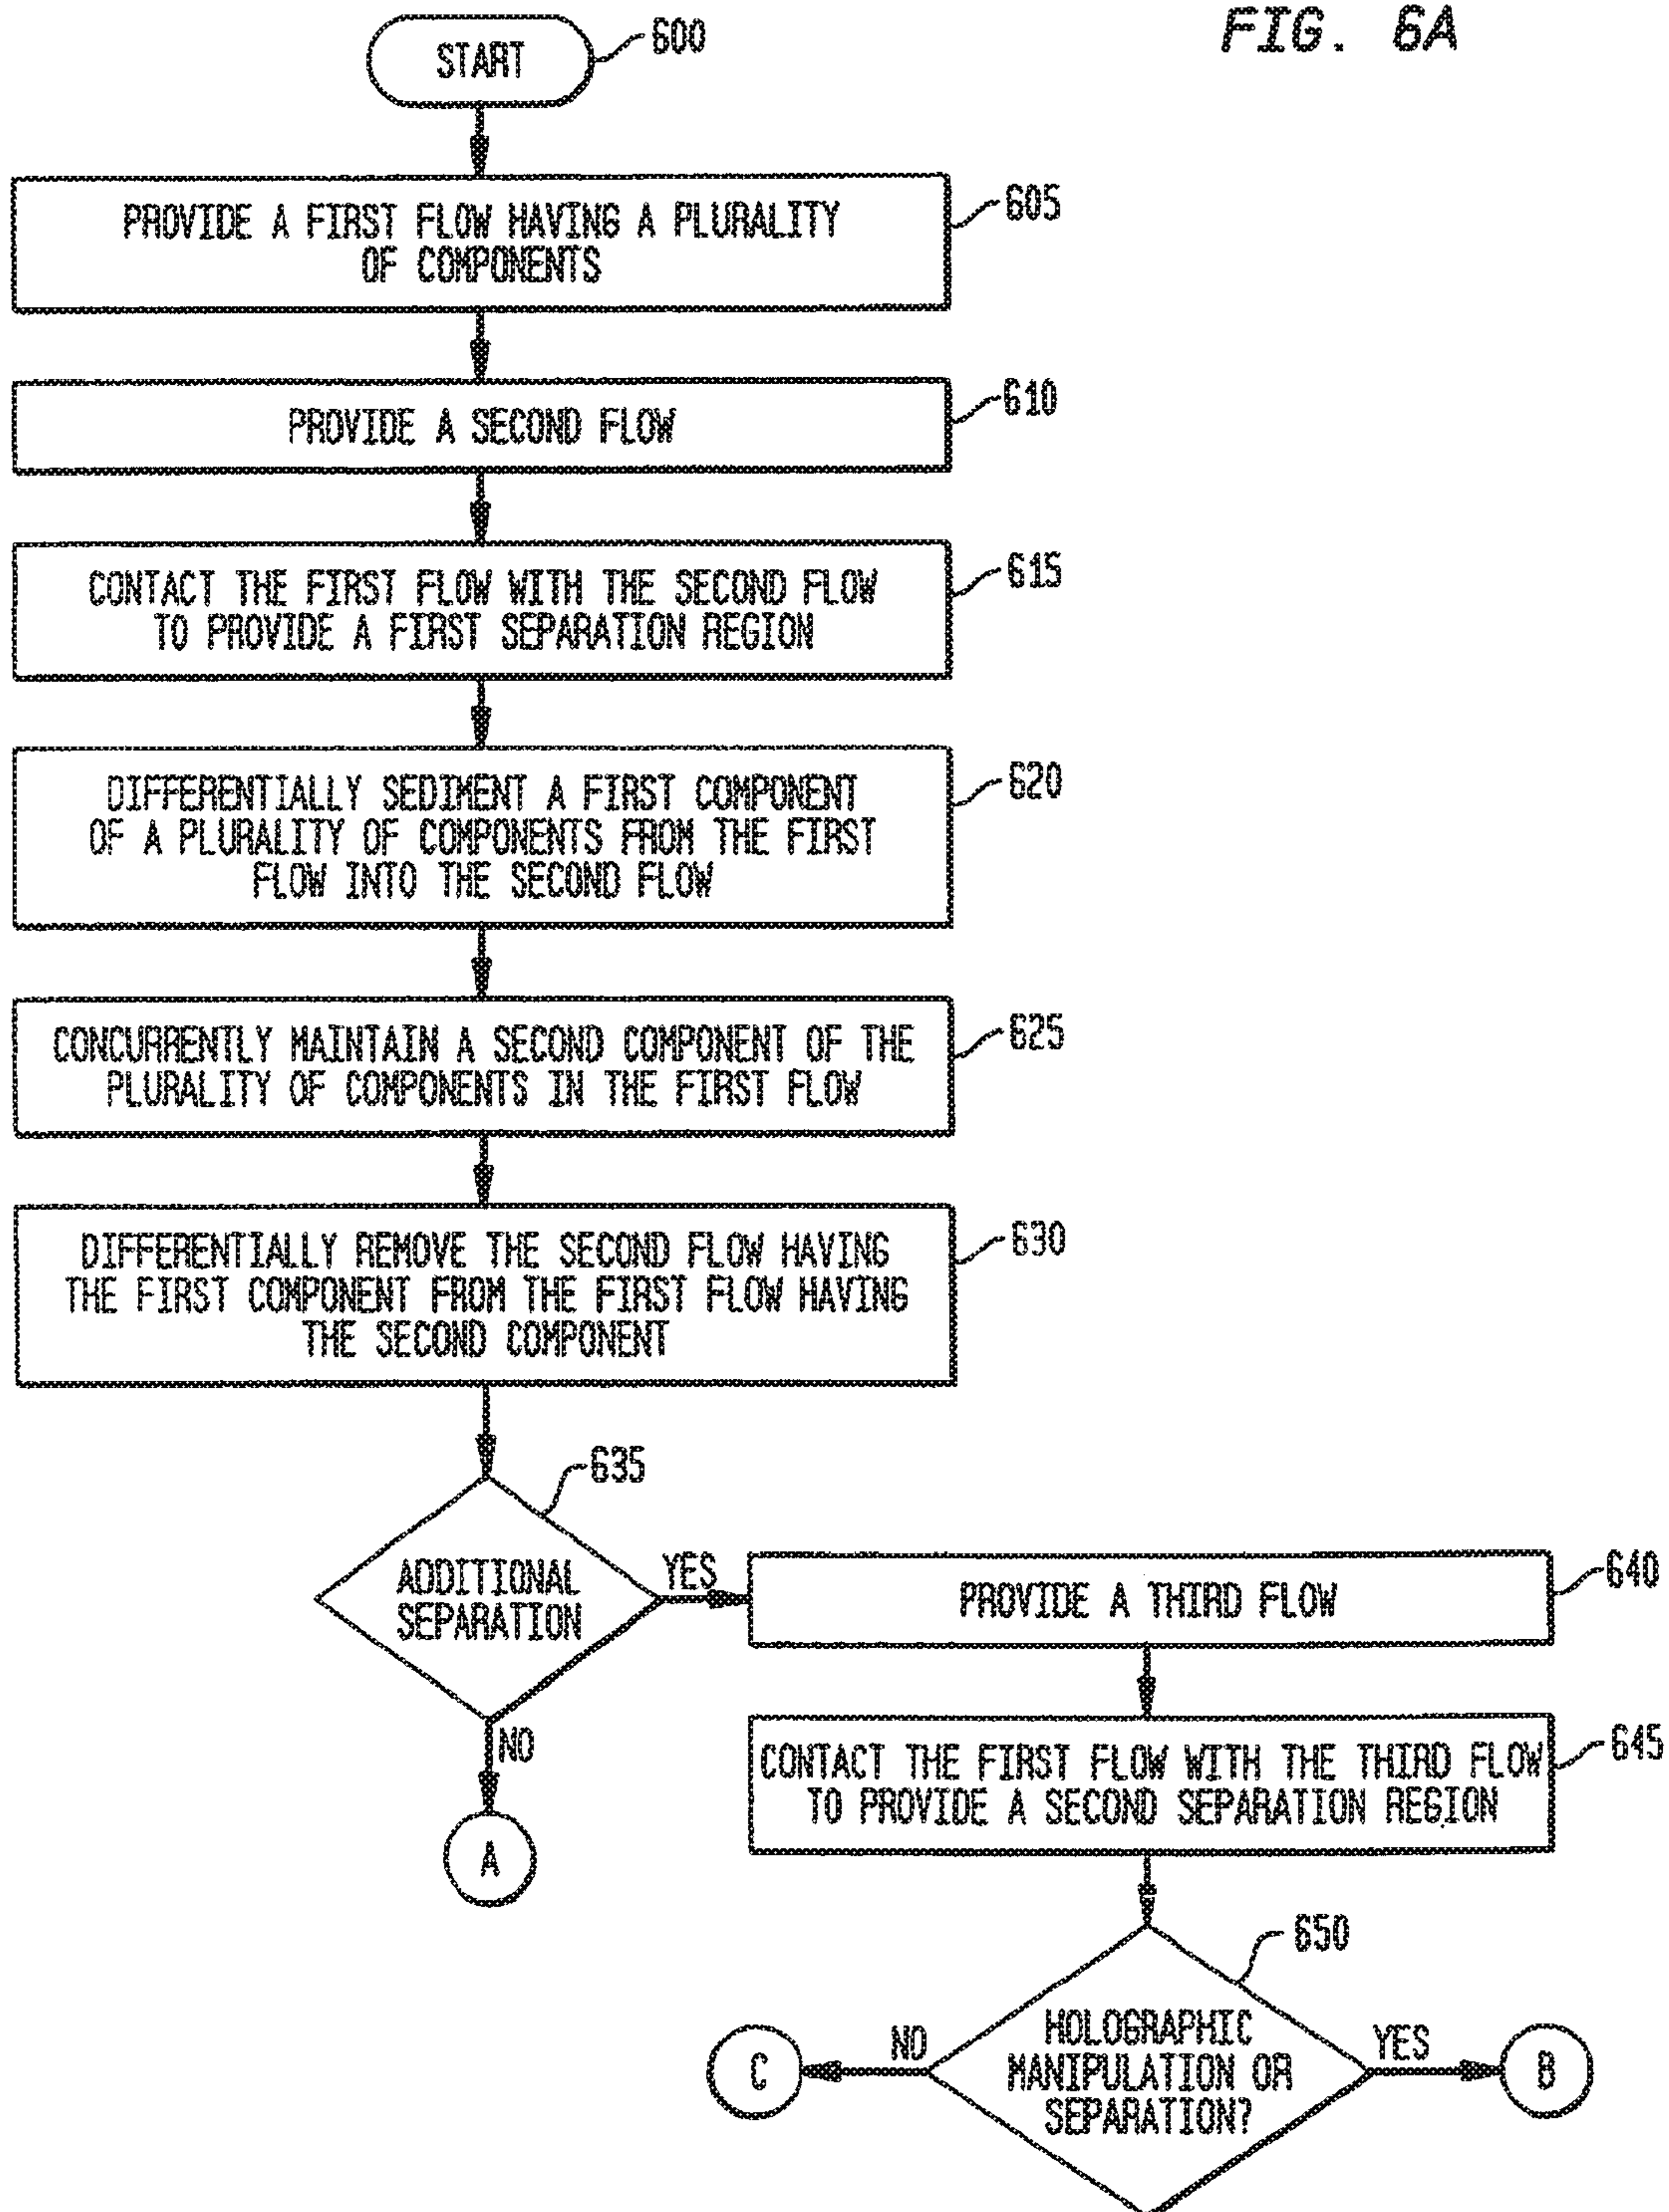 FIG. 6A
START
600
PROVIDE A FIRST FLOW HAVING A PLURALITY
OF COMPONENTS
605
PROVIDE A SECOND FLOW
610
CONTACT THE FIRST FLOW WITH THE SECOND FLOW
TO PROVIDE A FIRST SEPARATION REGION
615
DIFFERENTIALLY SEDIMENT A FIRST COMPONENT
OF A PLURALITY OF COMPONENTS FROM THE FIRST
FLOW INTO THE SECOND FLOW
620
CONCURRENTLY MAINTAIN A SECOND COMPONENT OF THE
PLURALITY OF COMPONENTS IN THE FIRST FLOW
625
DIFFERENTIALLY REMOVE THE SECOND FLOW HAVING
THE FIRST COMPONENT FROM THE FIRST FLOW HAVING
THE SECOND COMPONENT
630
635
ADDITIONAL
SEPARATION
YES
NO
A
PROVIDE A THIRD FLOW
640
CONTACT THE FIRST FLOW WITH THE THIRD FLOW
TO PROVIDE A SECOND SEPARATION REGION
645
650
HOLOGRAPHIC
MANIPULATION OR
SEPARATION?
NO
C
YES
B